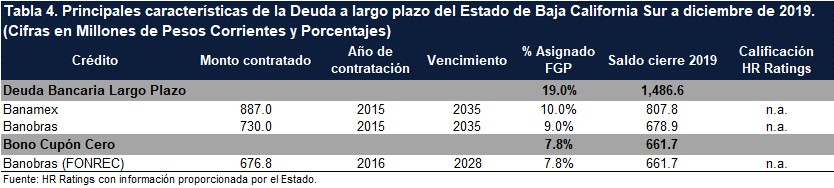 Tabla 4. Principales características de la Deuda a largo plazo del Estado de Baja California Sur a diciembre de 2019.
(Cifras en Millones de Pesos Corrientes y Porcentajes)
Crédito Monto contratado Año de contratación Vencimiento % Asignado FGP Saldo cierre 2019 Calificación HR Ratings
Deuda Bancaria Largo Plazo 19.0% 1,486.6
Banamex 887.0 2015 2035 10.0% 807.8 n.a.
Banobras 730.0 2015 2035 9.0% 678.9 n.a.
Bono Cupón Cero 7.8% 661.7
Banobras (FONREC) 676.8 2016 2028 7.8% 661.7 n.a.
Fuente: HR Ratings con información proporcionada por el Estado.